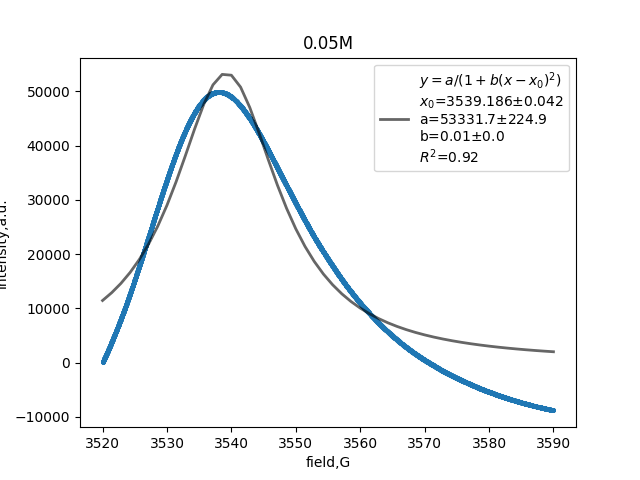 0.05M
y = a/(1 + b(x − x₀)²)
x₀=3539.186±0.042
a=53331.7±224.9
b=0.01±0.0
R²=0.92
50000
40000
30000
20000
10000
0
−10000
3520 3530 3540 3550 3560 3570 3580 3590
field,G